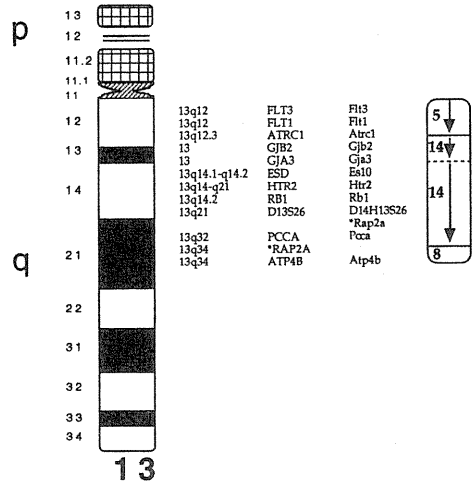 p
13
12
11.2
11.1
11
12
13
14
21
22
31
32
33
34
q
13
13q12 FLT3 Flt3
13q12 FLT1 Flt1
13q12.3 ATRC1 Atrc1
13 GJB2 Gjb2
13 GJA3 Gja3
13q14.1-q14.2 ESD Es10
13q14-q21 HTR2 Htr2
13q14.2 RB1 Rb1
13q21 D13S26 D14H13S26
*Rap2a
13q32 PCCA Pcca
13q34 *RAP2A
13q34 ATP4B Atp4b
5
14
14
8